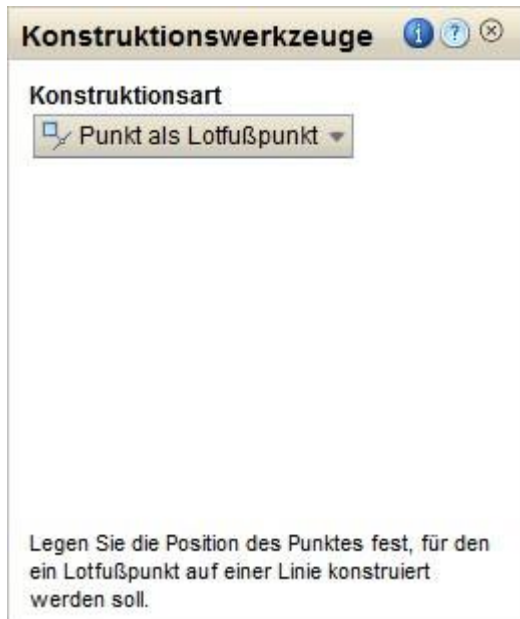 Konstruktionswerkzeuge
Konstruktionsart
Punkt als Lotfußpunkt
Legen Sie die Position des Punktes fest, für den
ein Lotfußpunkt auf einer Linie konstruiert
werden soll.